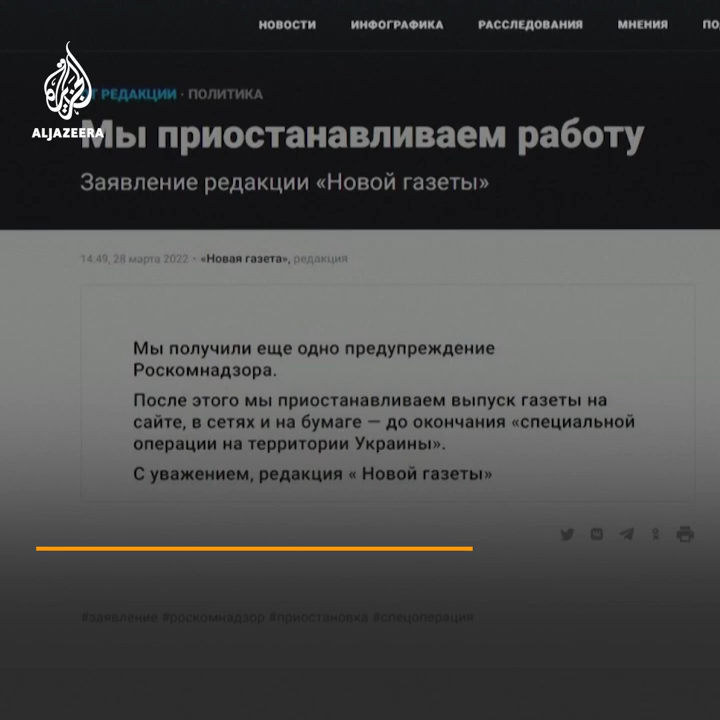 НОВОСТИ ИНФОГРАФИКА РАССЛЕДОВАНИЯ МНЕНИЯ
РЕДАКЦИИ · ПОЛИТИКА
ALJAZEERA
Мы приостанавливаем работу
Заявление редакции «Новой газеты»
14:49, 28 марта 2022 · «Новая газета», редакция
Мы получили еще одно предупреждение
Роскомнадзора.
После этого мы приостанавливаем выпуск газеты на
сайте, в сетях и на бумаге — до окончания «специальной
операции на территории Украины».
С уважением, редакция « Новой газеты»
#заявление #роскомнадзор #приостановка #спецоперация